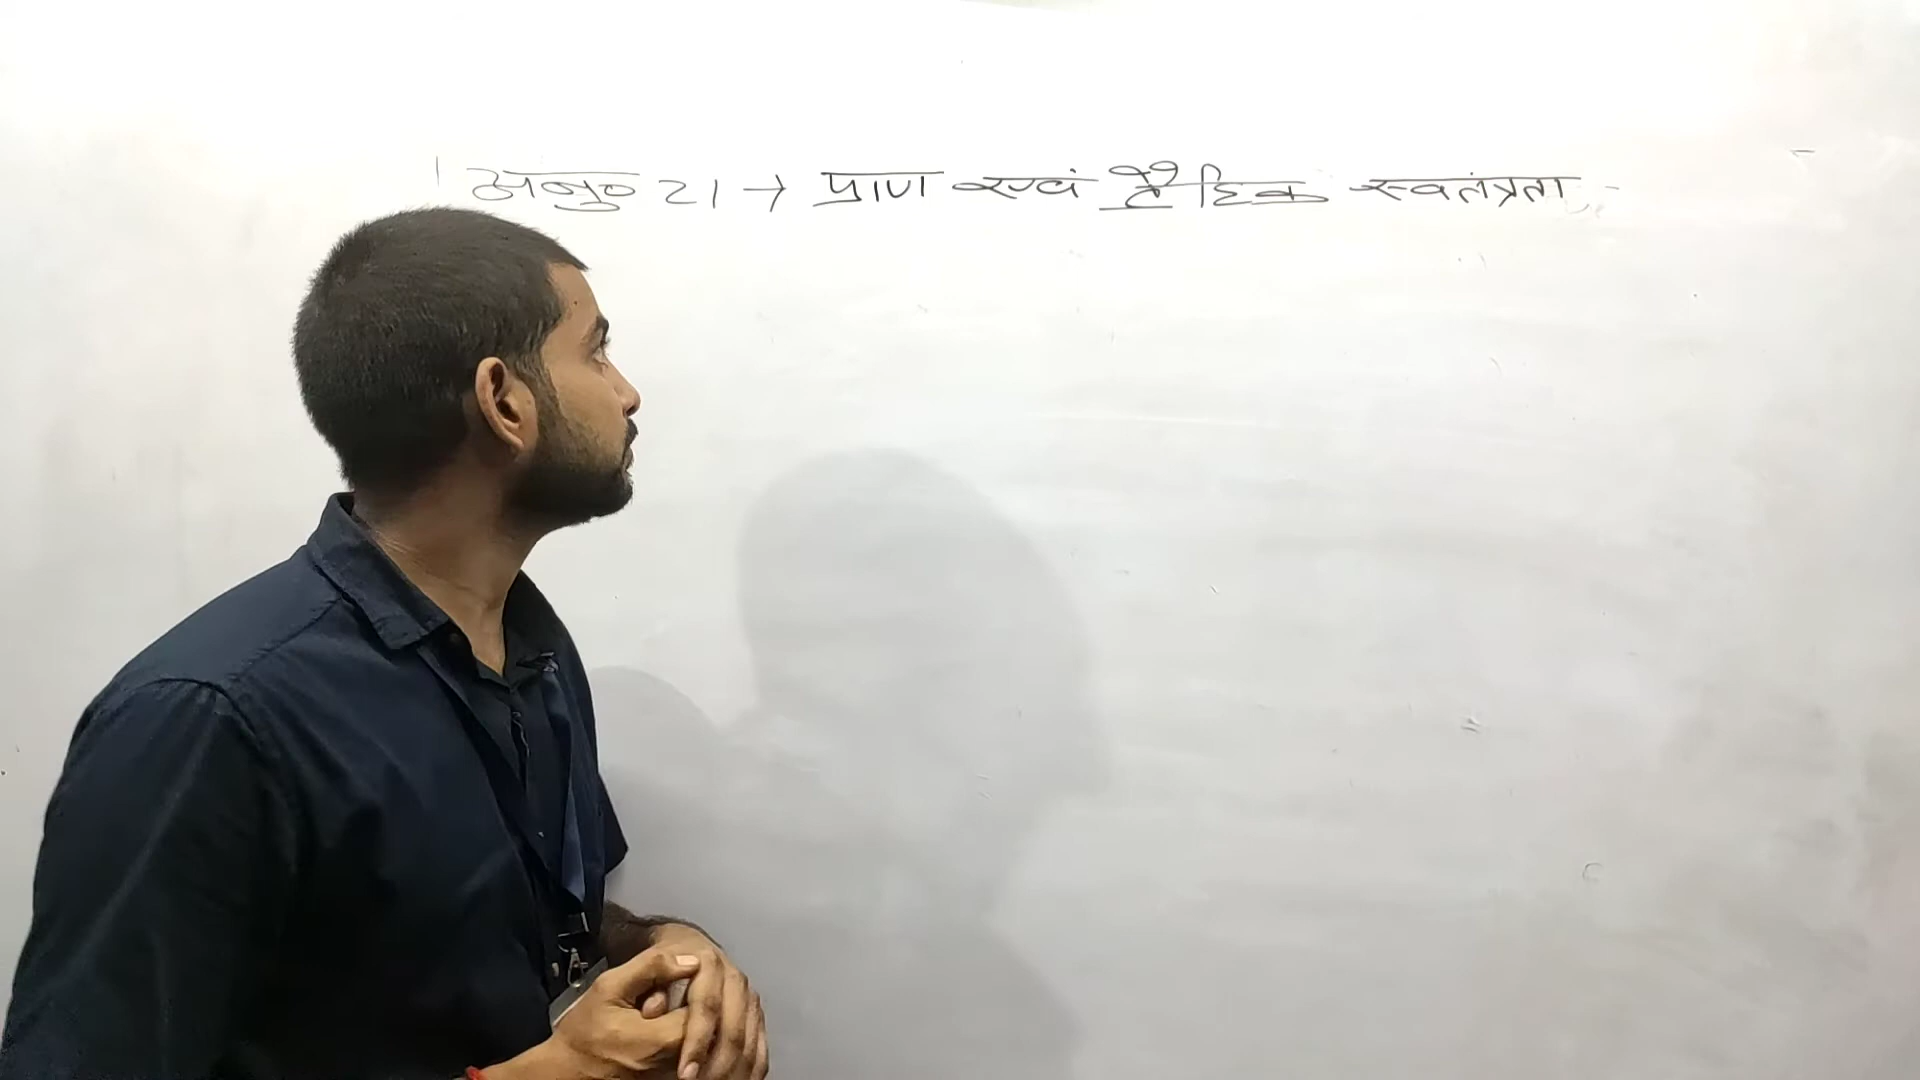 अनु० 21 → प्राण एवं दैहिक स्वतंत्रता